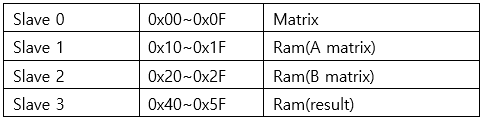 Slave 0 0x00~0x0F Matrix
Slave 1 0x10~0x1F Ram(A matrix)
Slave 2 0x20~0x2F Ram(B matrix)
Slave 3 0x40~0x5F Ram(result)